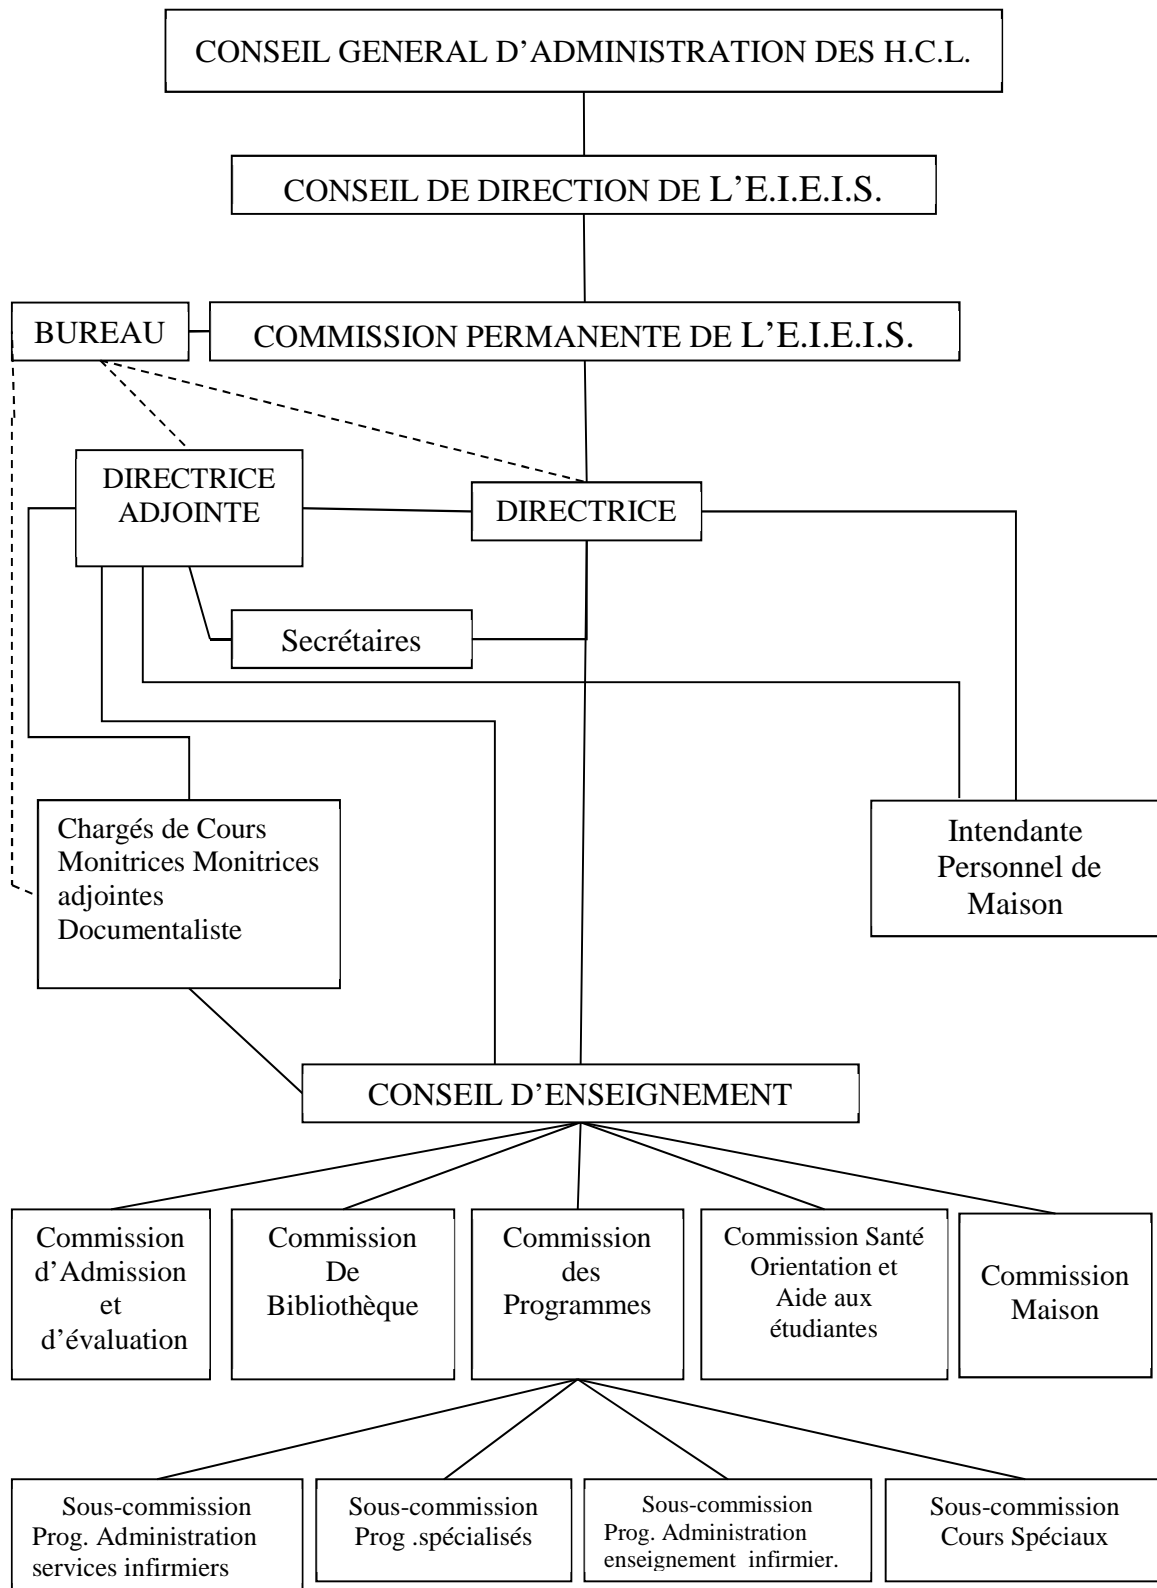 CONSEIL GENERAL D’ADMINISTRATION DES H.C.L.
CONSEIL DE DIRECTION DE L’E.I.E.I.S.
BUREAU
COMMISSION PERMANENTE DE L’E.I.E.I.S.
DIRECTRICE
ADJOINTE
DIRECTRICE
Secrétaires
Chargés de Cours
Monitrices Monitrices
adjointes
Documentaliste
Intendante
Personnel de
Maison
CONSEIL D’ENSEIGNEMENT
Commission
d’Admission
et
d’évaluation
Commission
De
Bibliothèque
Commission
des
Programmes
Commission Santé
Orientation et
Aide aux
étudiantes
Commission
Maison
Sous-commission
Prog. Administration
services infirmiers
Sous-commission
Prog .spécialisés
Sous-commission
Prog. Administration
enseignement infirmier.
Sous-commission
Cours Spéciaux